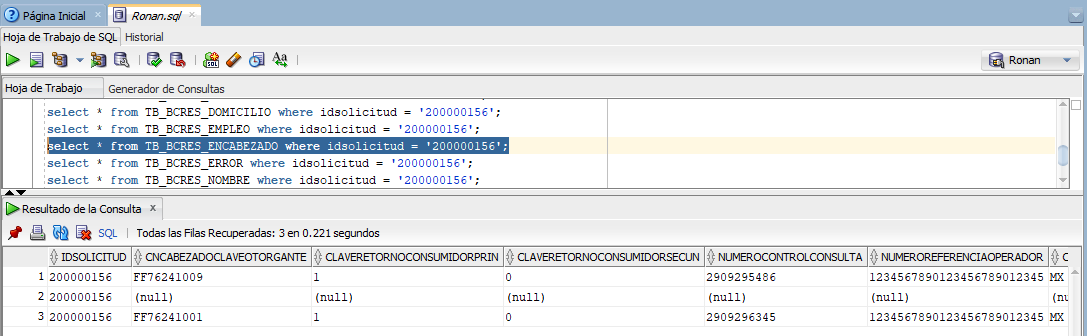 Página Inicial × Ronan.sql ×
Hoja de Trabajo de SQL Historial
Ronan
Hoja de Trabajo Generador de Consultas
select * from TB_BCRES_DOMICILIO where idsolicitud = '200000156';
select * from TB_BCRES_EMPLEO where idsolicitud = '200000156';
select * from TB_BCRES_ENCABEZADO where idsolicitud = '200000156';
select * from TB_BCRES_ERROR where idsolicitud = '200000156';
select * from TB_BCRES_NOMBRE where idsolicitud = '200000156';
Resultado de la Consulta ×
SQL | Todas las Filas Recuperadas: 3 en 0.221 segundos
IDSOLICITUD CNCABEZADOCLAVEOTORGANTE CLAVERETORNOCONSUMIDORPRIN CLAVERETORNOCONSUMIDORSECUN NUMEROCONTROLCONSULTA NUMEROREFERENCIAOPERADOR
1 200000156 FF76241009 1 0 2909295486 1234567890123456789012345 MX
2 200000156 (null) (null) (null) (null) (null)
3 200000156 FF76241001 1 0 2909296345 1234567890123456789012345 MX